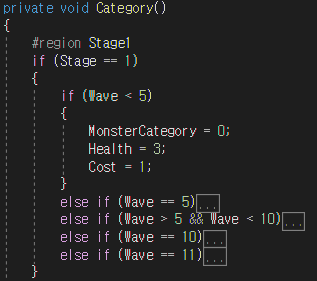 private void Category()
{
#region Stage1
if (Stage == 1)
{
if (Wave < 5)
{
MonsterCategory = 0;
Health = 3;
Cost = 1;
}
else if (Wave == 5)...
else if (Wave > 5 && Wave < 10)...
else if (Wave == 10)...
else if (Wave == 11)...
}